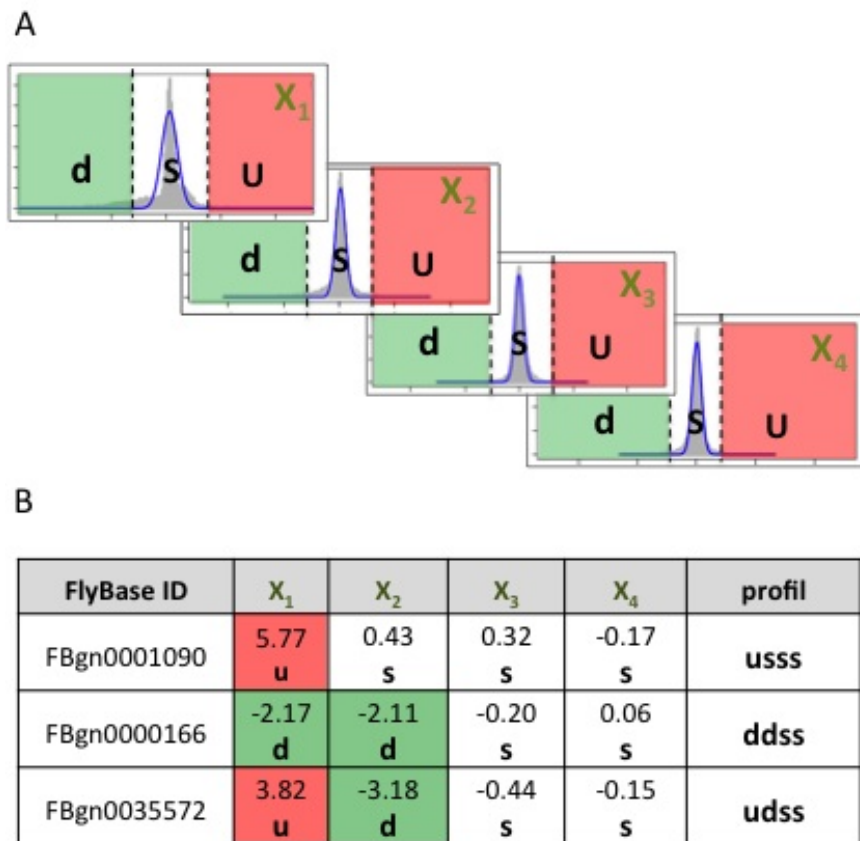 A
X₁
d S U
X₂
d S U
X₃
d S U
X₄
d S U
B
FlyBase ID X₁ X₂ X₃ X₄ profil
5.77 0.43 0.32 -0.17
FBgn0001090 u s s s usss
-2.17 -2.11 -0.20 0.06
FBgn0000166 d d s s ddss
3.82 -3.18 -0.44 -0.15
FBgn0035572 u d s s udss